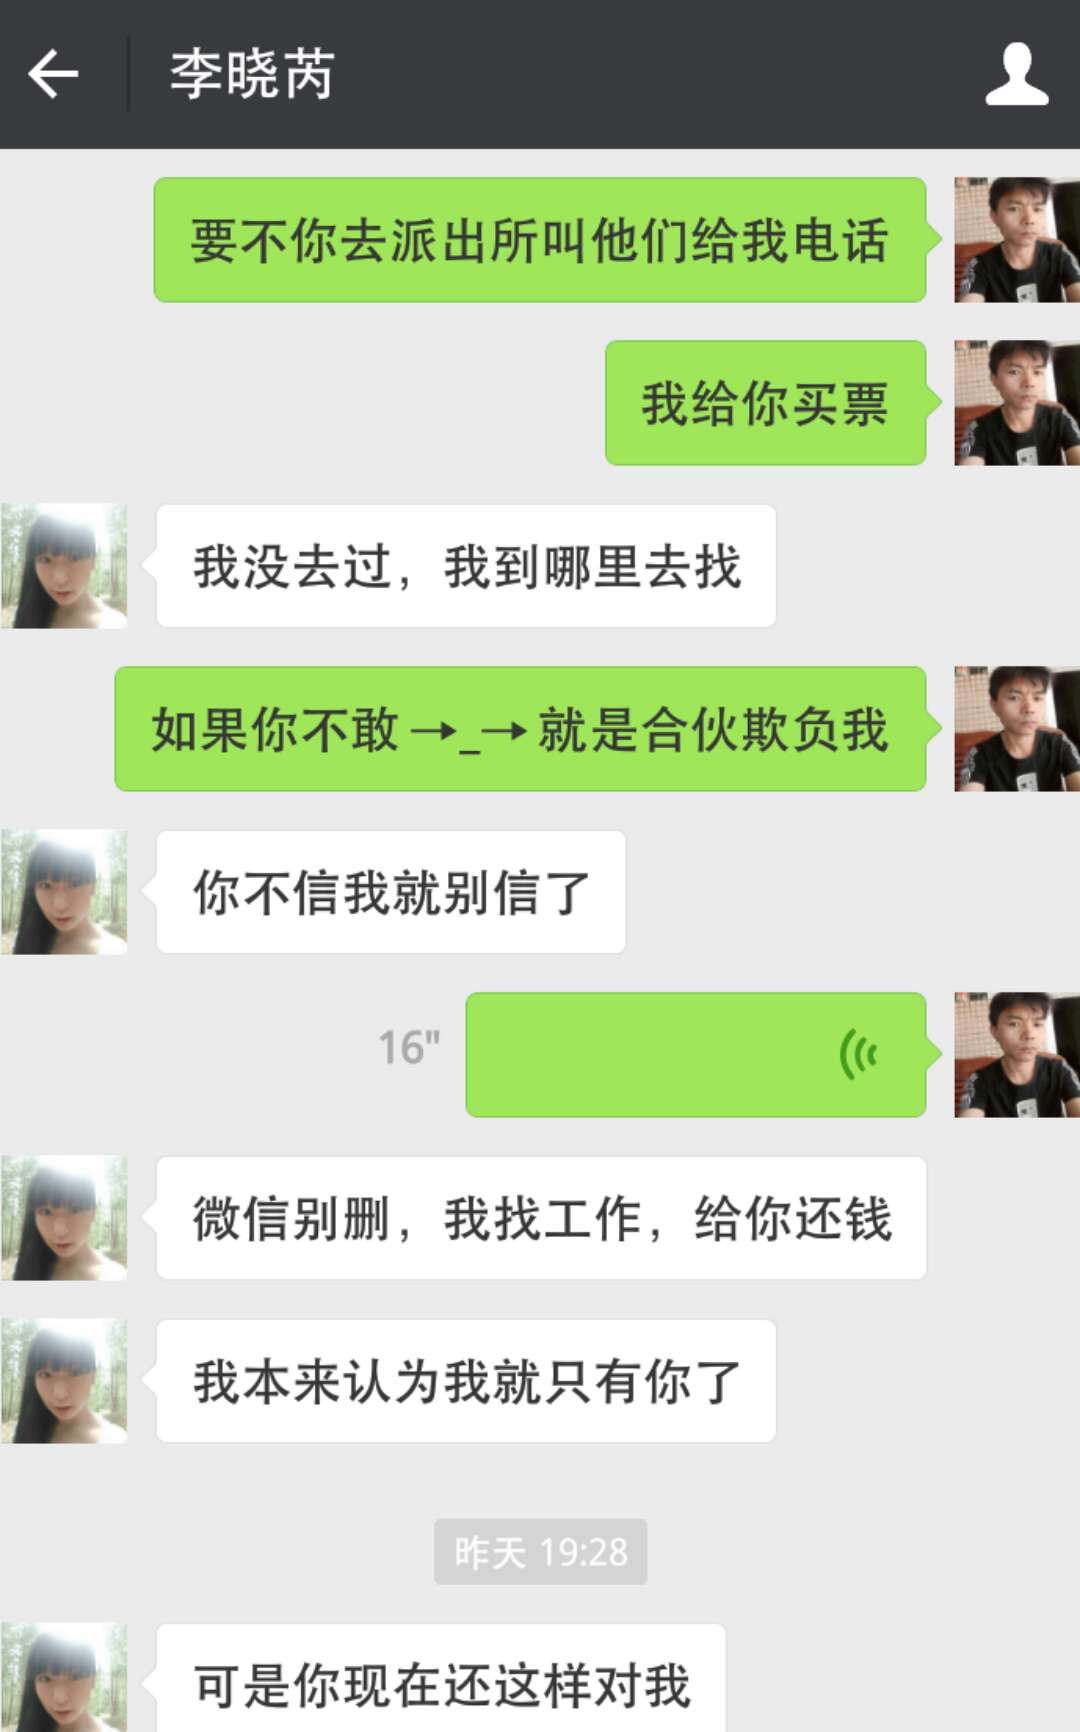 李晓芮
要不你去派出所叫他们给我电话
我给你买票
我没去过，我到哪里去找
如果你不敢→_→就是合伙欺负我
你不信我就别信了
16"
微信别删，我找工作，给你还钱
我本来认为我就只有你了
昨天 19:28
可是你现在还这样对我